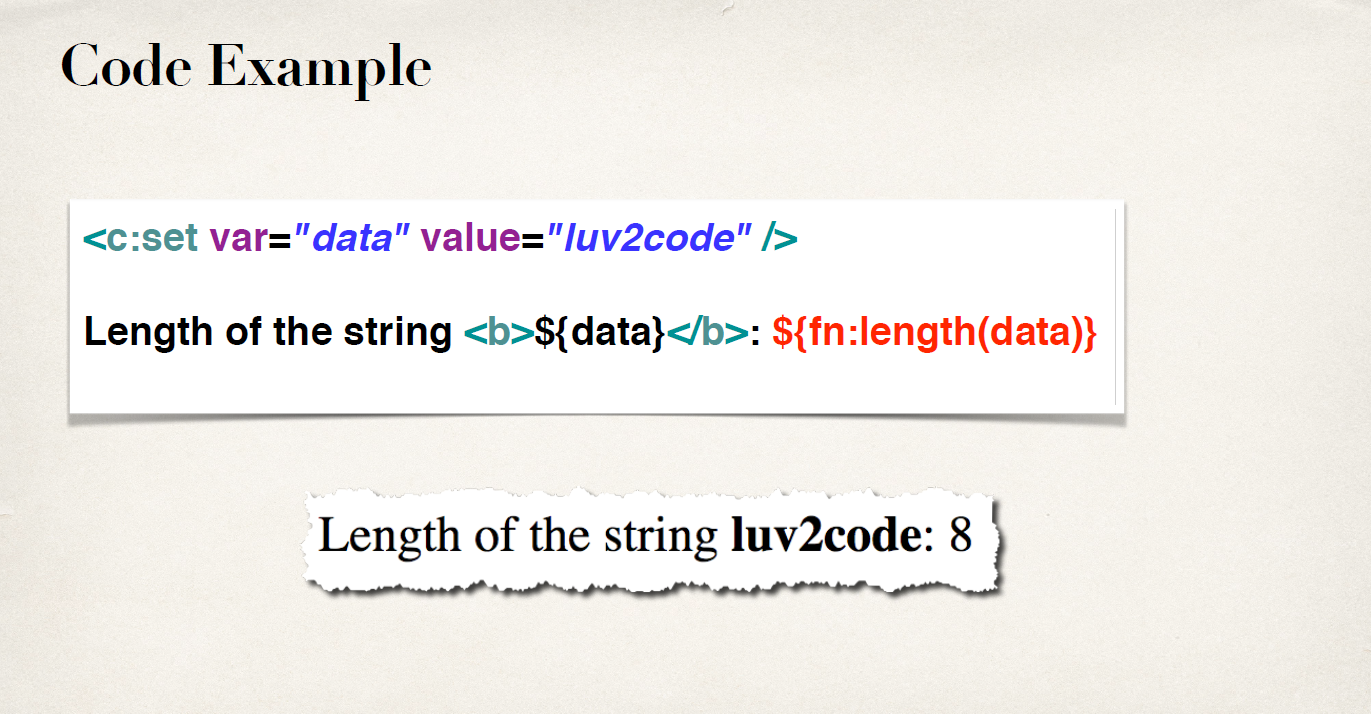 Code Example
<c:set var="data" value="luv2code" />
Length of the string <b>${data}</b>: ${fn:length(data)}
Length of the string luv2code: 8